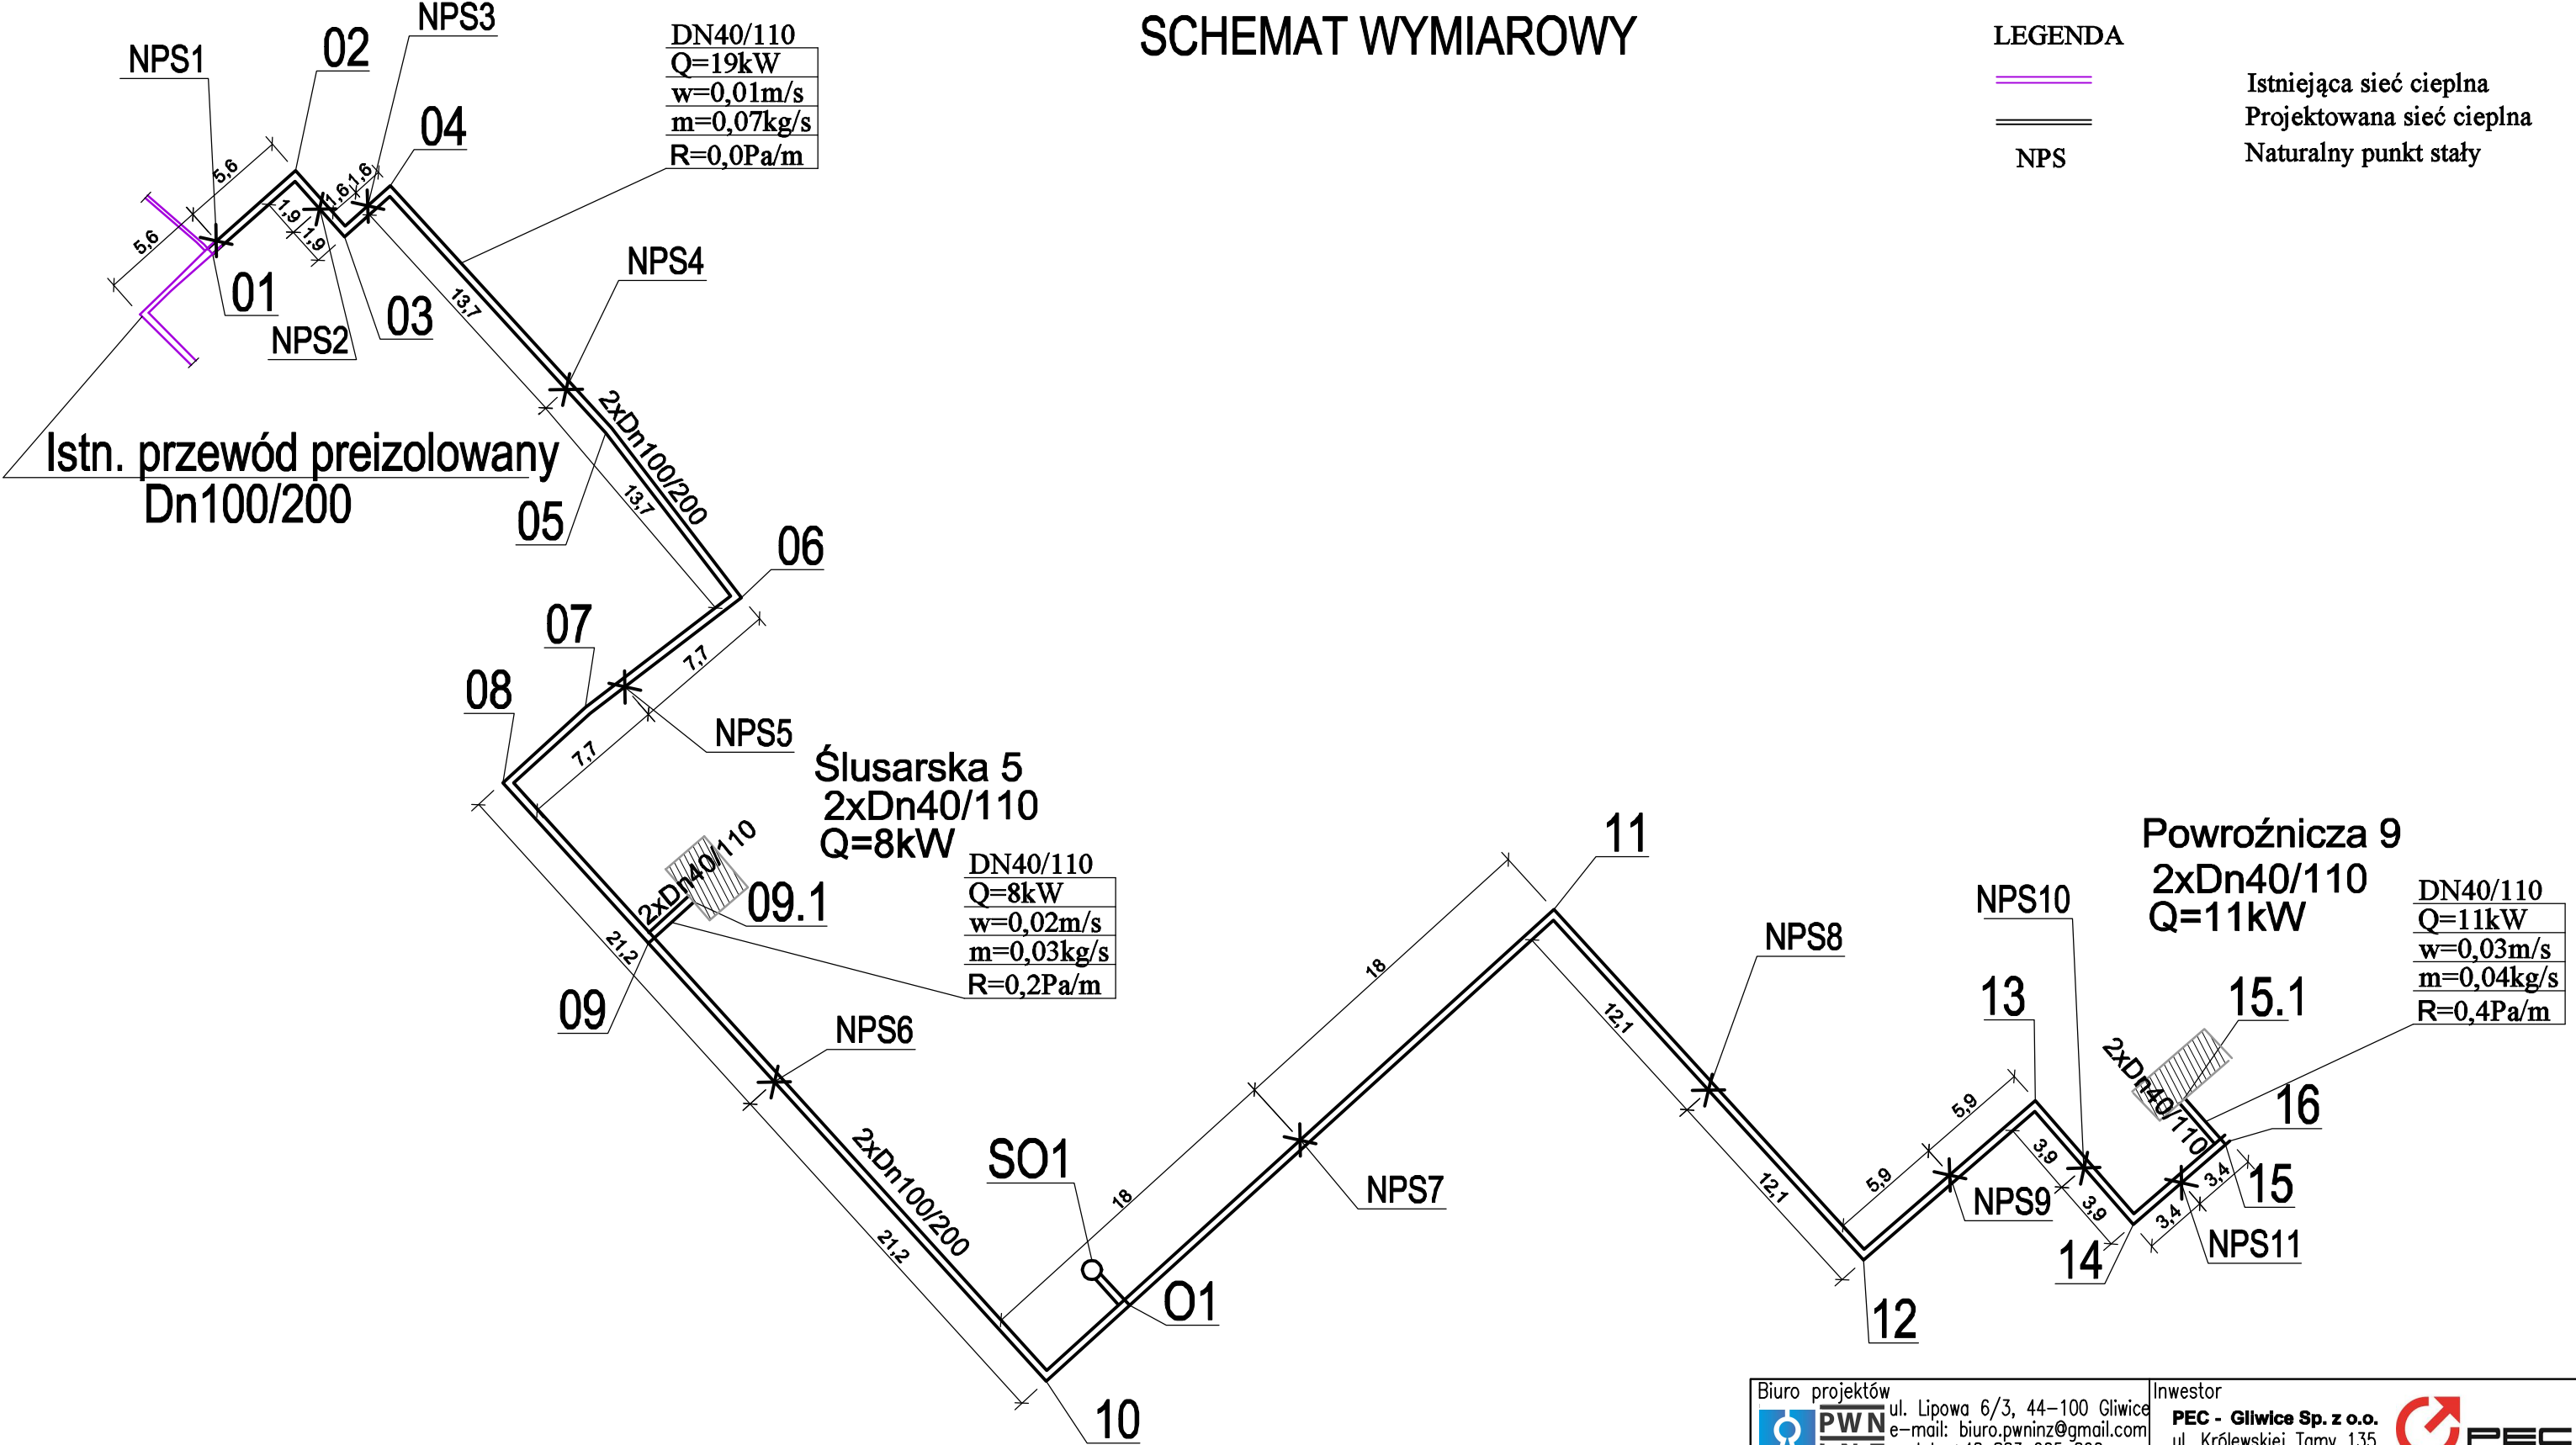 SCHEMAT WYMIAROWY
LEGENDA
Istniejąca sieć cieplna
Projektowana sieć cieplna
NPS
Naturalny punkt stały
NPS1
02
NPS3
04
DN40/110
Q=19kW
w=0,01m/s
m=0,07kg/s
R=0,0Pa/m
5,6
5,6
1,9
1,9
1,6
1,6
01
NPS2
03
NPS4
13,7
13,7
2xDn100/200
Istn. przewód preizolowany
Dn100/200
05
06
07
7,7
7,7
08
NPS5
Ślusarska 5
2xDn40/110
Q=8kW
2xDn40/110
09.1
DN40/110
Q=8kW
w=0,02m/s
m=0,03kg/s
R=0,2Pa/m
21,2
21,2
09
NPS6
2xDn100/200
SO1
O1
10
18
18
NPS7
11
12,1
12,1
NPS8
12
5,9
5,9
NPS9
NPS10
13
3,9
3,9
14
3,4
3,4
NPS11
15
16
15.1
Powroźnicza 9
2xDn40/110
Q=11kW
2xDn40/110
DN40/110
Q=11kW
w=0,03m/s
m=0,04kg/s
R=0,4Pa/m
Biuro projektów
PWN
ul. Lipowa 6/3, 44-100 Gliwice
e-mail: biuro.pwninz@gmail.com
Inwestor
PEC - Gliwice Sp. z o.o.
ul. Królewskiej Tamy 135
PEC